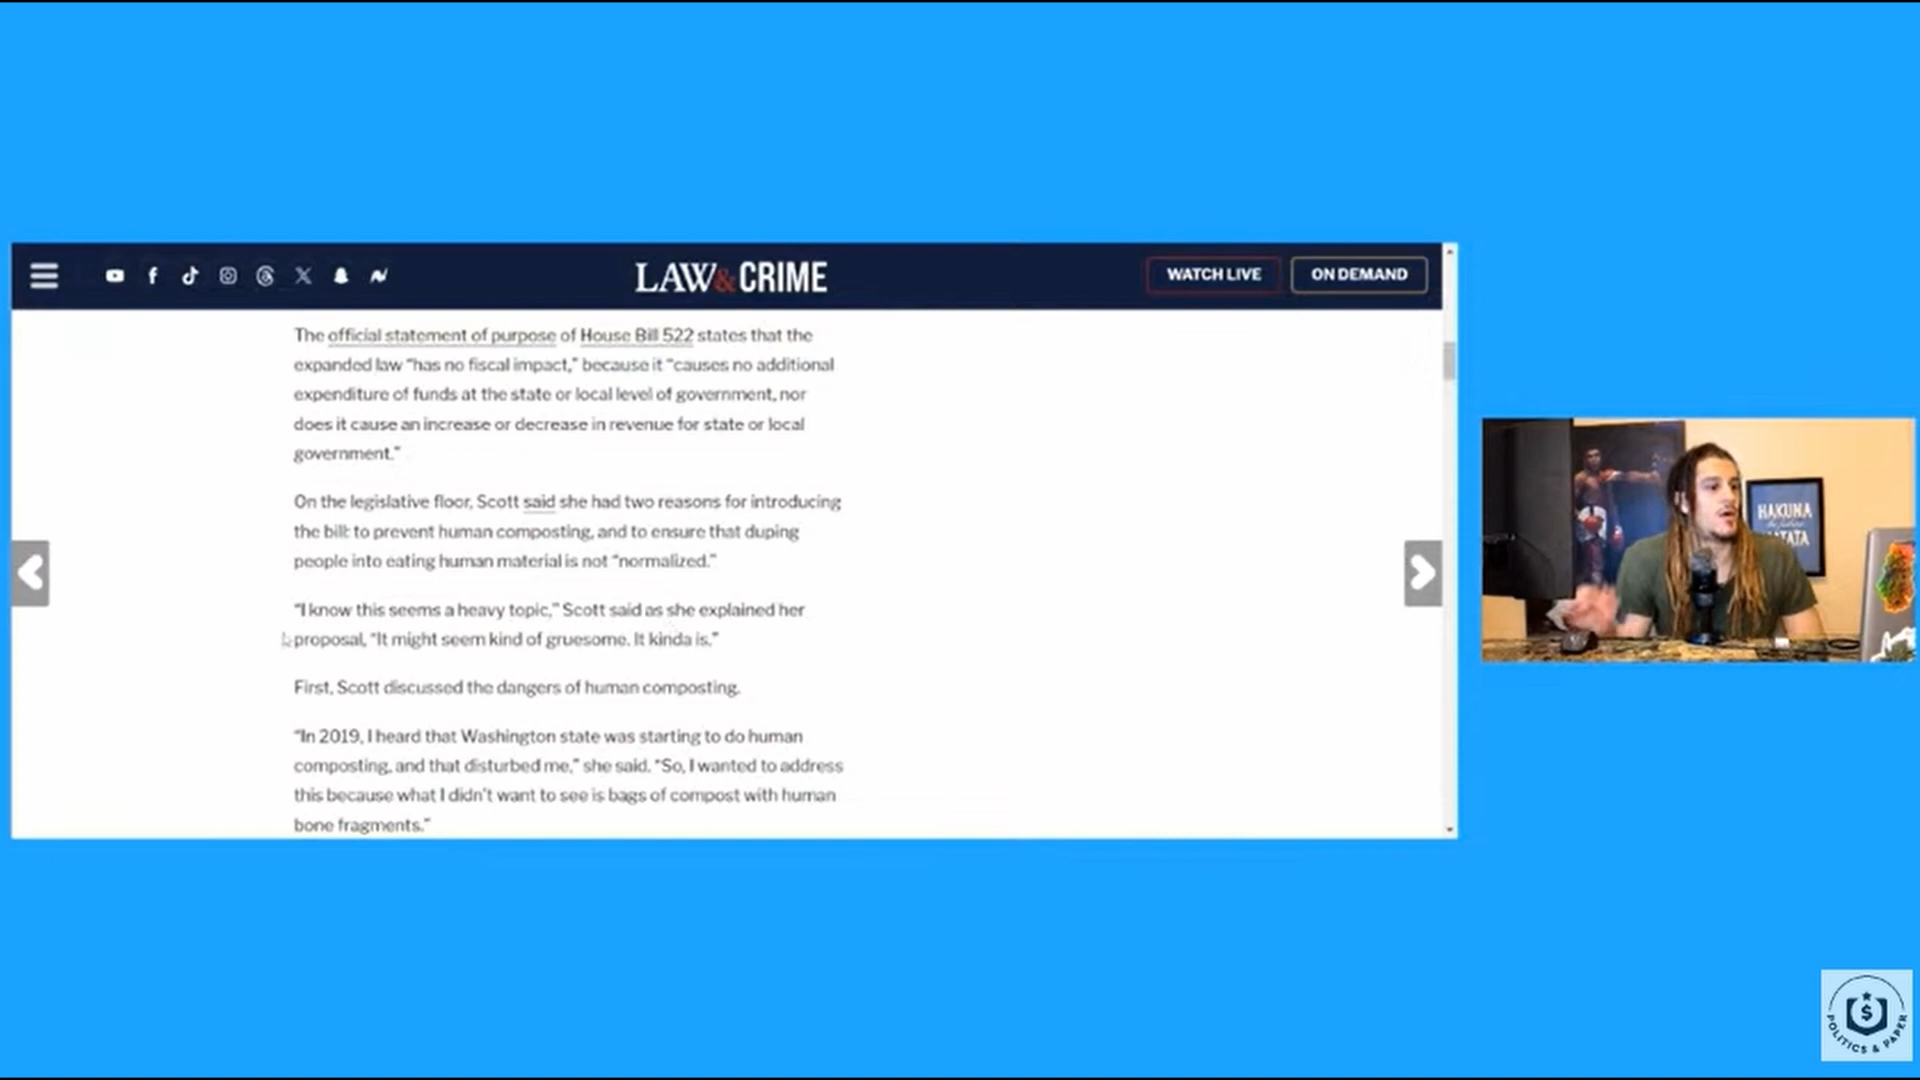 LAW&CRIME
WATCH LIVE
ON DEMAND
The official statement of purpose of House Bill 522 states that the
expanded law “has no fiscal impact,” because it “causes no additional
expenditure of funds at the state or local level of government, nor
does it cause an increase or decrease in revenue for state or local
government.”
On the legislative floor, Scott said she had two reasons for introducing
the bill: to prevent human composting, and to ensure that duping
people into eating human material is not “normalized.”
“I know this seems a heavy topic,” Scott said as she explained her
proposal, “It might seem kind of gruesome. It kinda is.”
First, Scott discussed the dangers of human composting.
“In 2019, I heard that Washington state was starting to do human
composting, and that disturbed me,” she said. “So, I wanted to address
this because what I didn’t want to see is bags of compost with human
bone fragments.”
HAKUNA
MATATA
$
POLITICS & PAPER